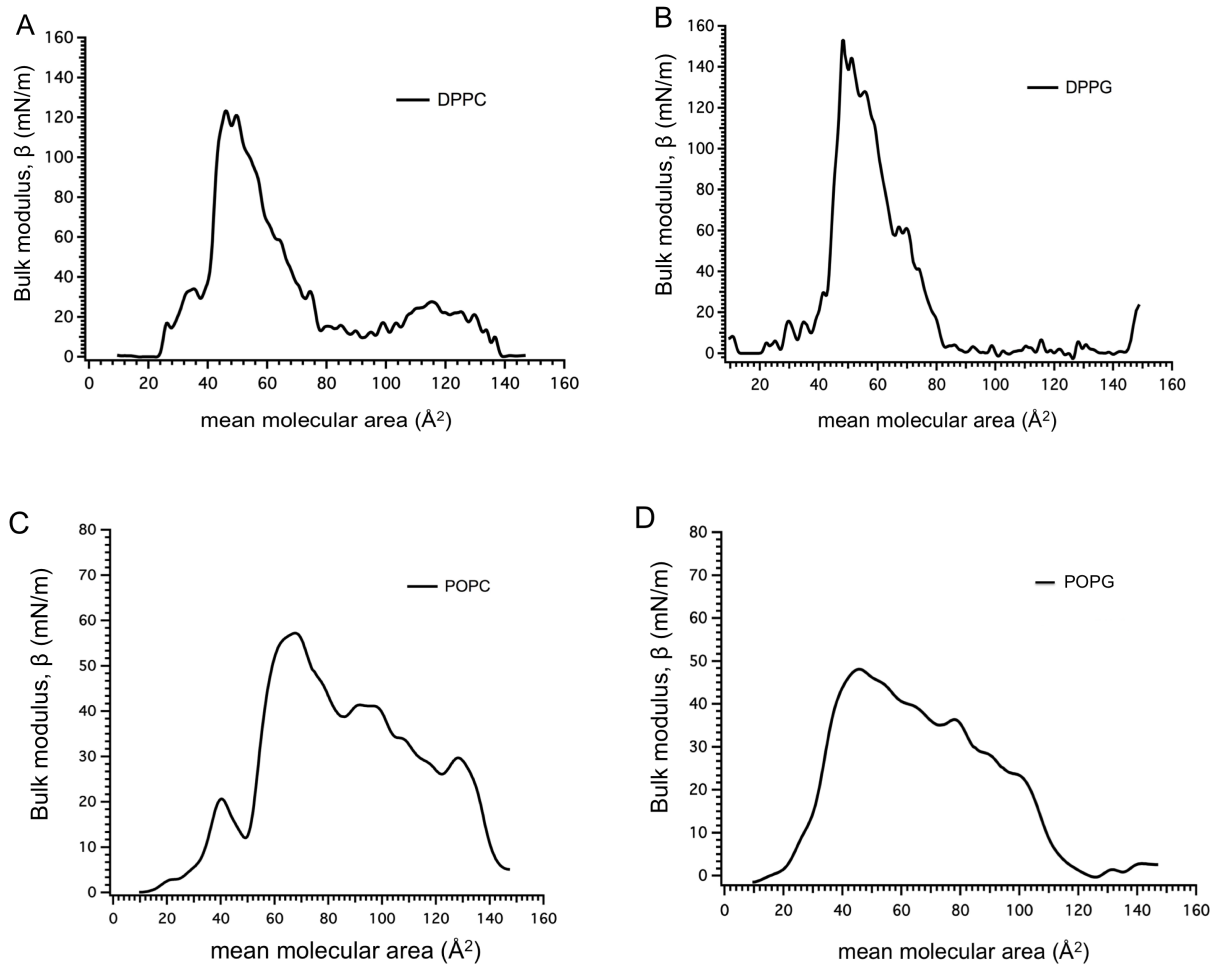 A
160
140
120
100
80
60
40
20
0
Bulk modulus, β (mN/m)
DPPC
0 20 40 60 80 100 120 140 160
mean molecular area (Å²)
B
160
140
120
100
80
60
40
20
0
Bulk modulus, β (mN/m)
DPPG
20 40 60 80 100 120 140 160
mean molecular area (Å²)
C
80
70
60
50
40
30
20
10
0
Bulk modulus, β (mN/m)
POPC
0 20 40 60 80 100 120 140 160
mean molecular area (Å²)
D
80
70
60
50
40
30
20
10
0
Bulk modulus, β (mN/m)
POPG
0 20 40 60 80 100 120 140 160
mean molecular area (Å²)